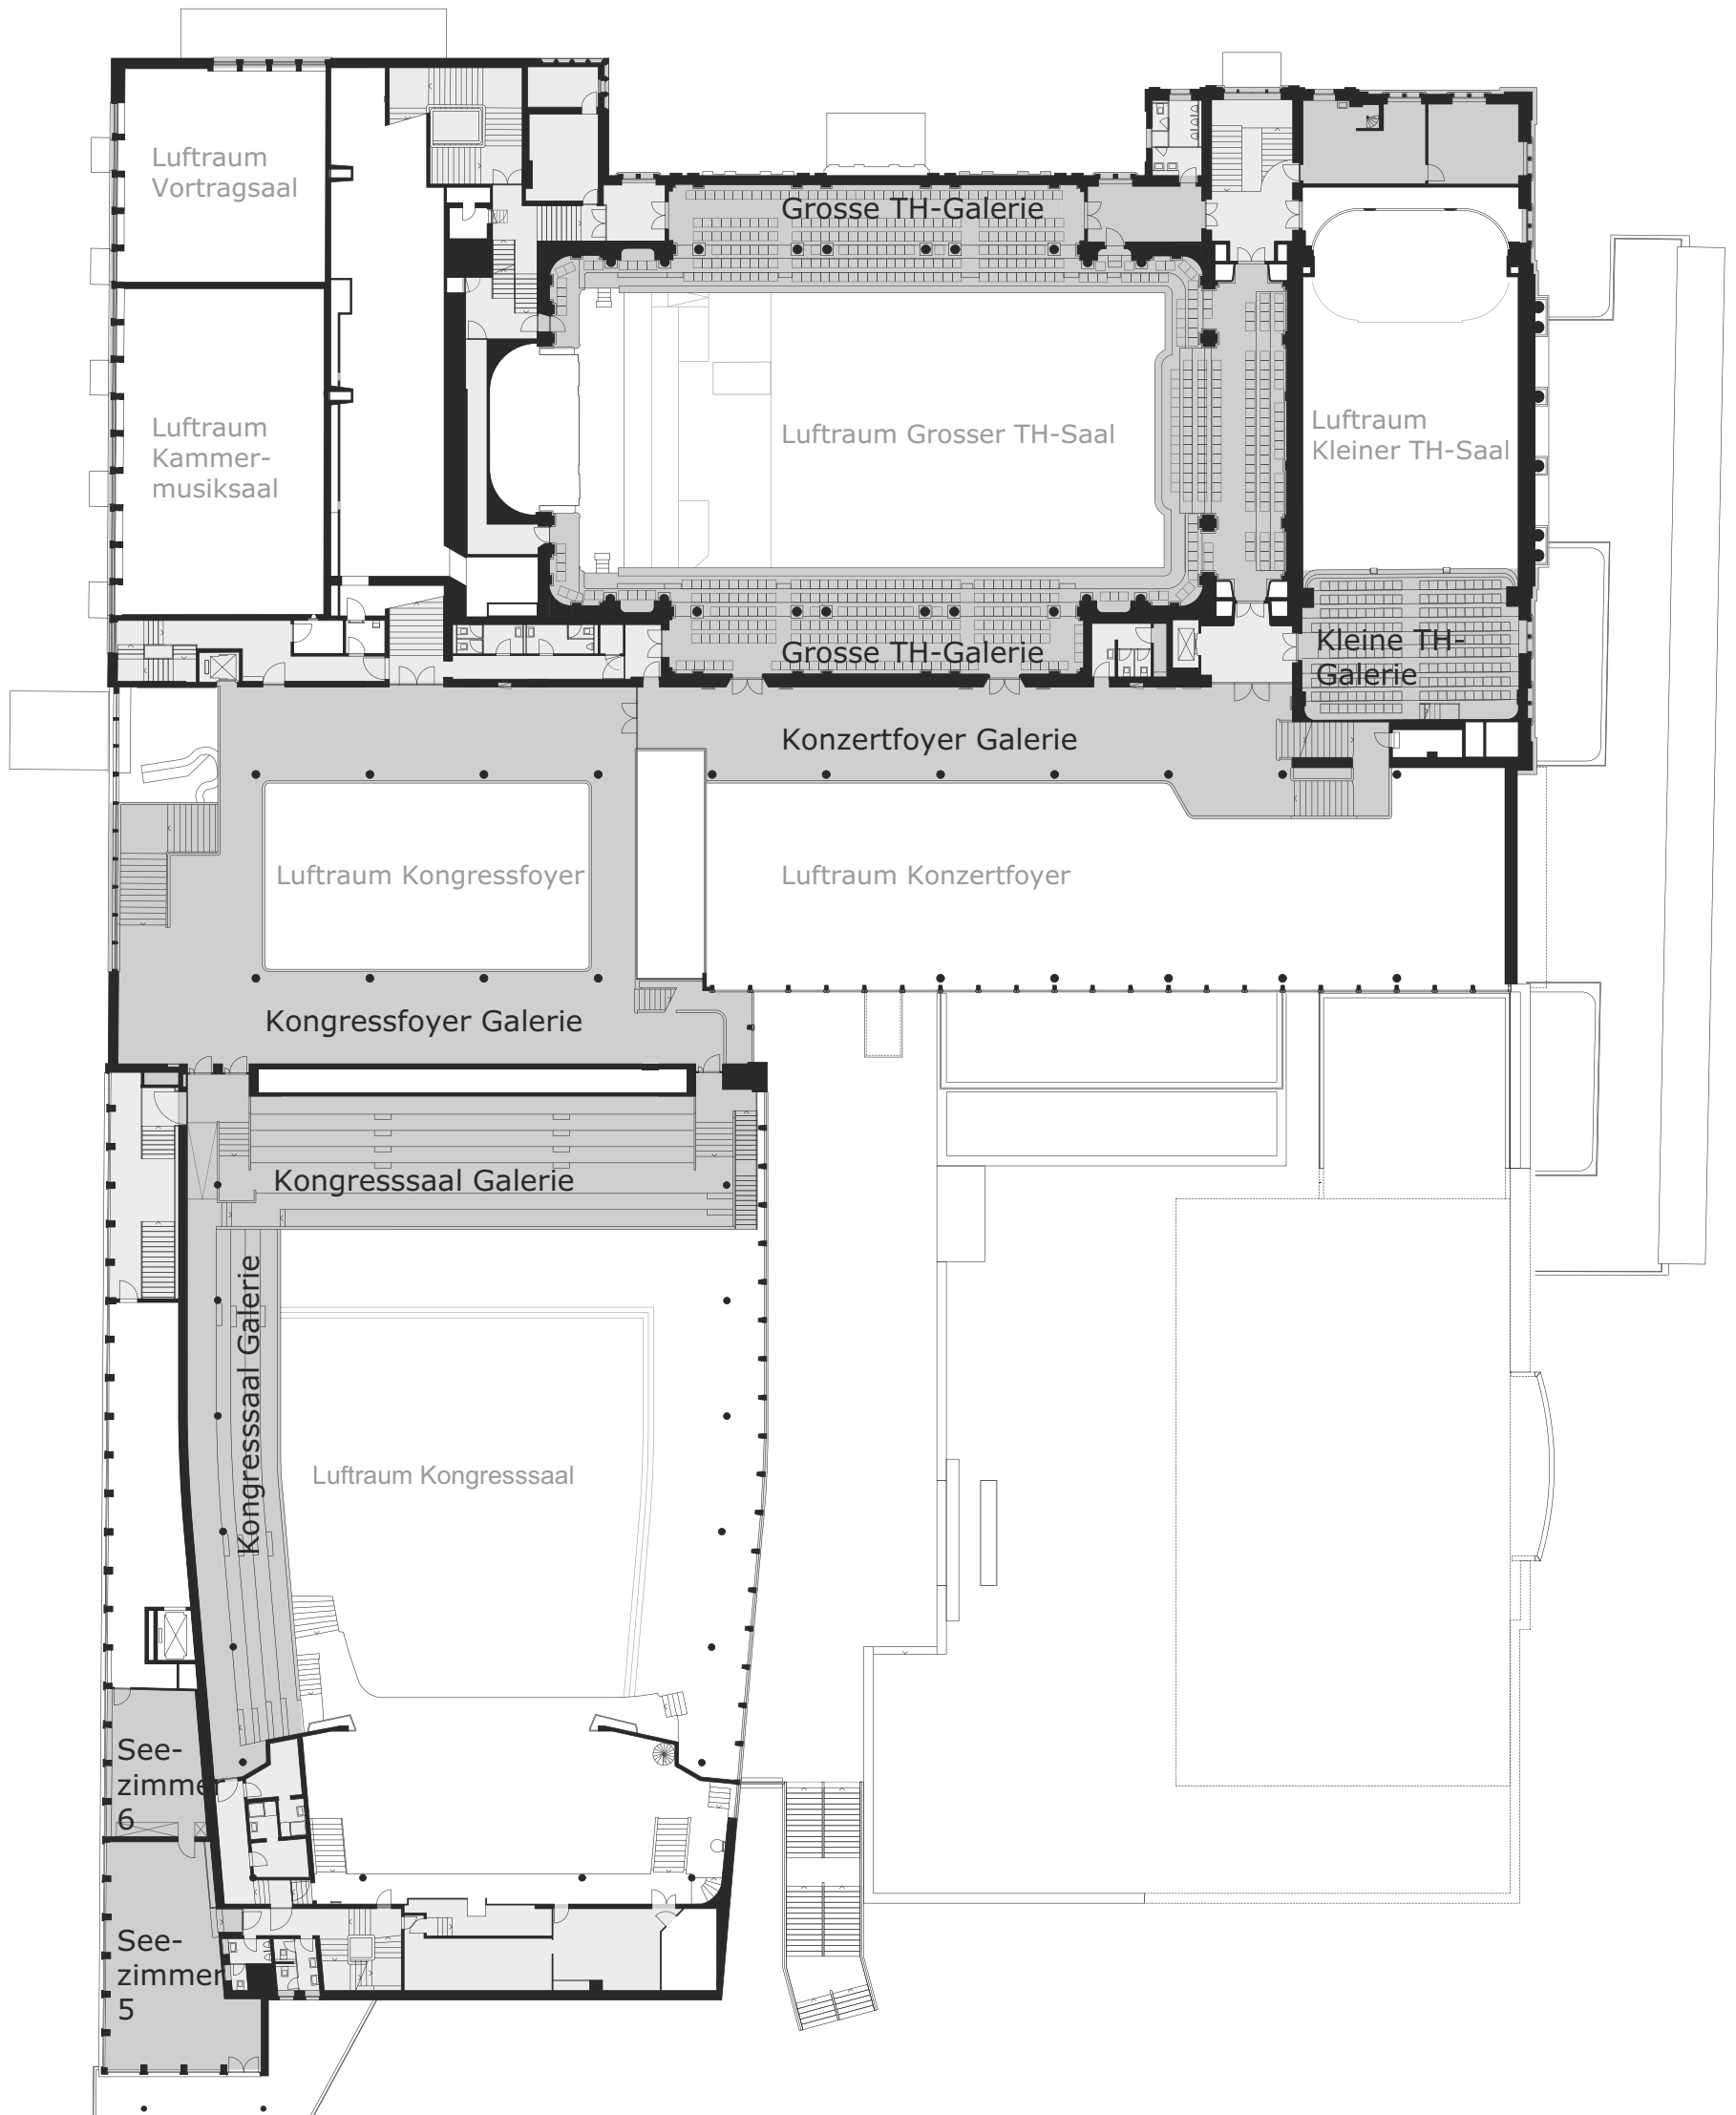 Luftraum
Vortragsaal
Grosse TH-Galerie
Luftraum
Kammer-
musiksaal
Luftraum Grosser TH-Saal
Luftraum
Kleiner TH-Saal
Grosse TH-Galerie
Kleine TH-
Galerie
Konzertfoyer Galerie
Luftraum Kongressfoyer
Luftraum Konzertfoyer
Kongressfoyer Galerie
Kongresssaal Galerie
Kongresssaal Galerie
Luftraum Kongresssaal
See-
zimmer
6
See-
zimmer
5